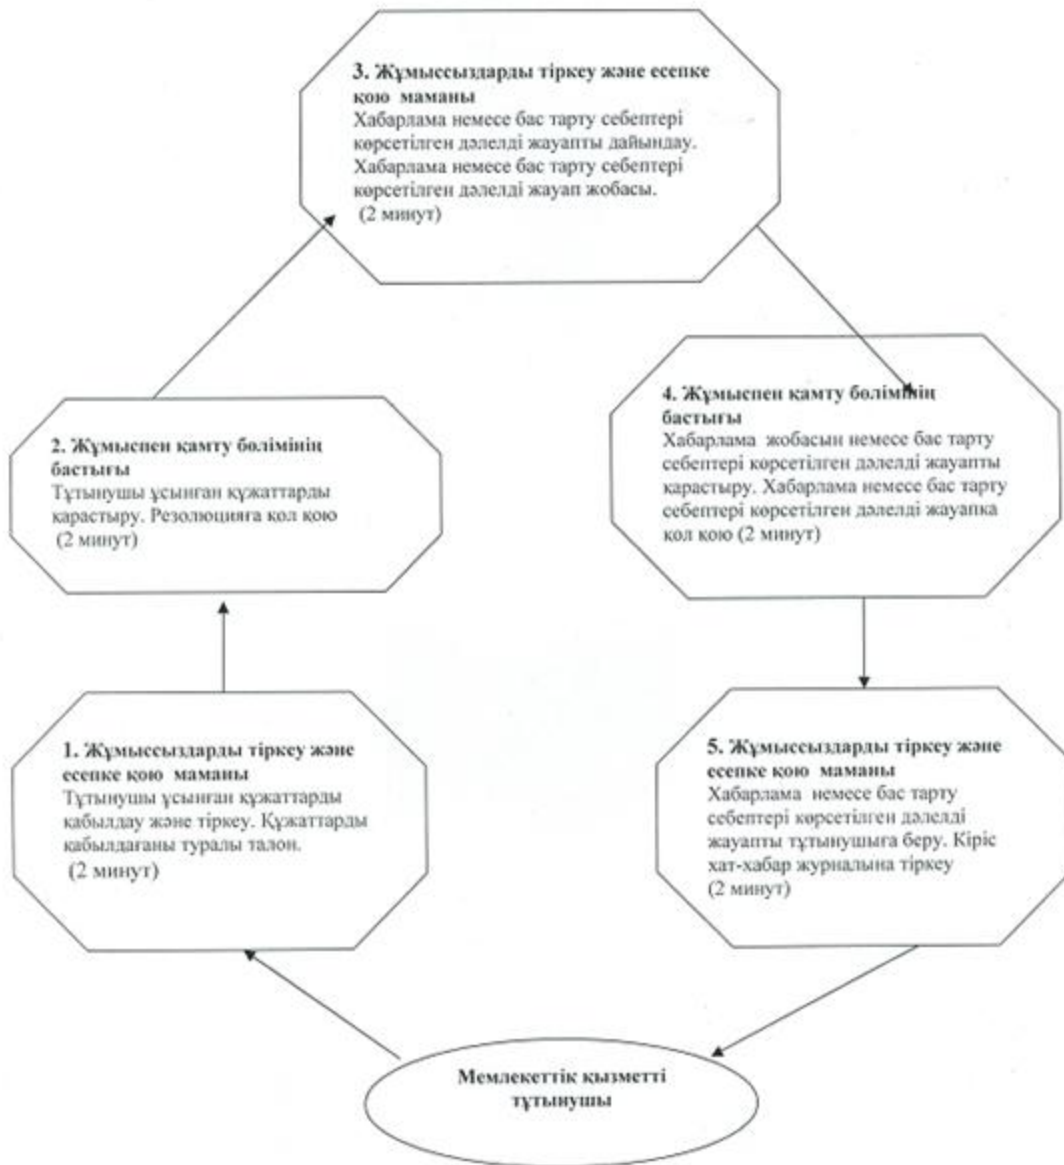 3. Жұмыссыздарды тіркеу және есепке
қою маманы
Хабарлама немесе бас тарту себептері
көрсетілген дәлелді жауапты дайындау.
Хабарлама немесе бас тарту себептері
көрсетілген дәлелді жауап жобасы.
(2 минут)
2. Жұмыспен қамту бөлімінің
бастығы
Тұтынушы ұсынған құжаттарды
қарастыру. Резолюцияға қол қою
(2 минут)
4. Жұмыспен қамту бөлімінің
бастығы
Хабарлама жобасын немесе бас тарту
себептері көрсетілген дәлелді жауапты
қарастыру. Хабарлама немесе бас тарту
себептері көрсетілген дәлелді жауапка
қол қою (2 минут)
1. Жұмыссыздарды тіркеу және
есепке қою маманы
Тұтынушы ұсынған құжаттарды
қабылдау және тіркеу. Құжаттарды
қабылдағаны туралы талон.
(2 минут)
5. Жұмыссыздарды тіркеу және
есепке қою маманы
Хабарлама немесе бас тарту
себептері көрсетілген дәлелді
жауапты тұтынушыға беру. Кіріс
хат-хабар журналына тіркеу
(2 минут)
Мемлекеттік қызметті
тұтынушы